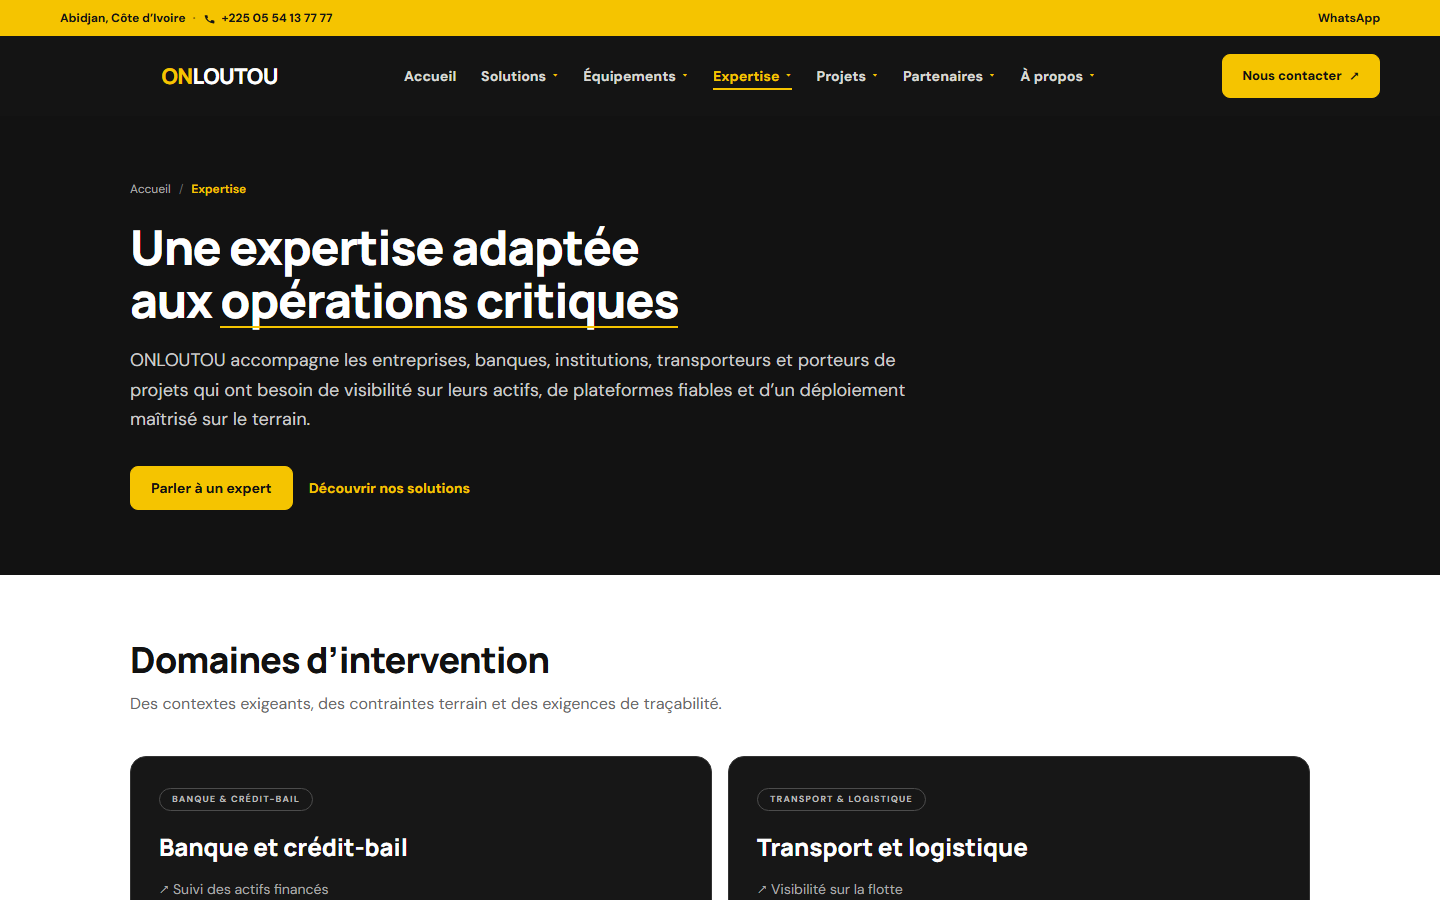 Abidjan, Côte d’Ivoire · +225 05 54 13 77 77
WhatsApp
ONLOUTOU
Accueil Solutions Équipements Expertise Projets Partenaires À propos
Nous contacter ↗
Accueil / Expertise
Une expertise adaptée
aux opérations critiques
ONLOUTOU accompagne les entreprises, banques, institutions, transporteurs et porteurs de
projets qui ont besoin de visibilité sur leurs actifs, de plateformes fiables et d’un déploiement
maîtrisé sur le terrain.
Parler à un expert
Découvrir nos solutions
Domaines d’intervention
Des contextes exigeants, des contraintes terrain et des exigences de traçabilité.
BANQUE & CRÉDIT-BAIL
Banque et crédit-bail
↗ Suivi des actifs financés
TRANSPORT & LOGISTIQUE
Transport et logistique
↗ Visibilité sur la flotte